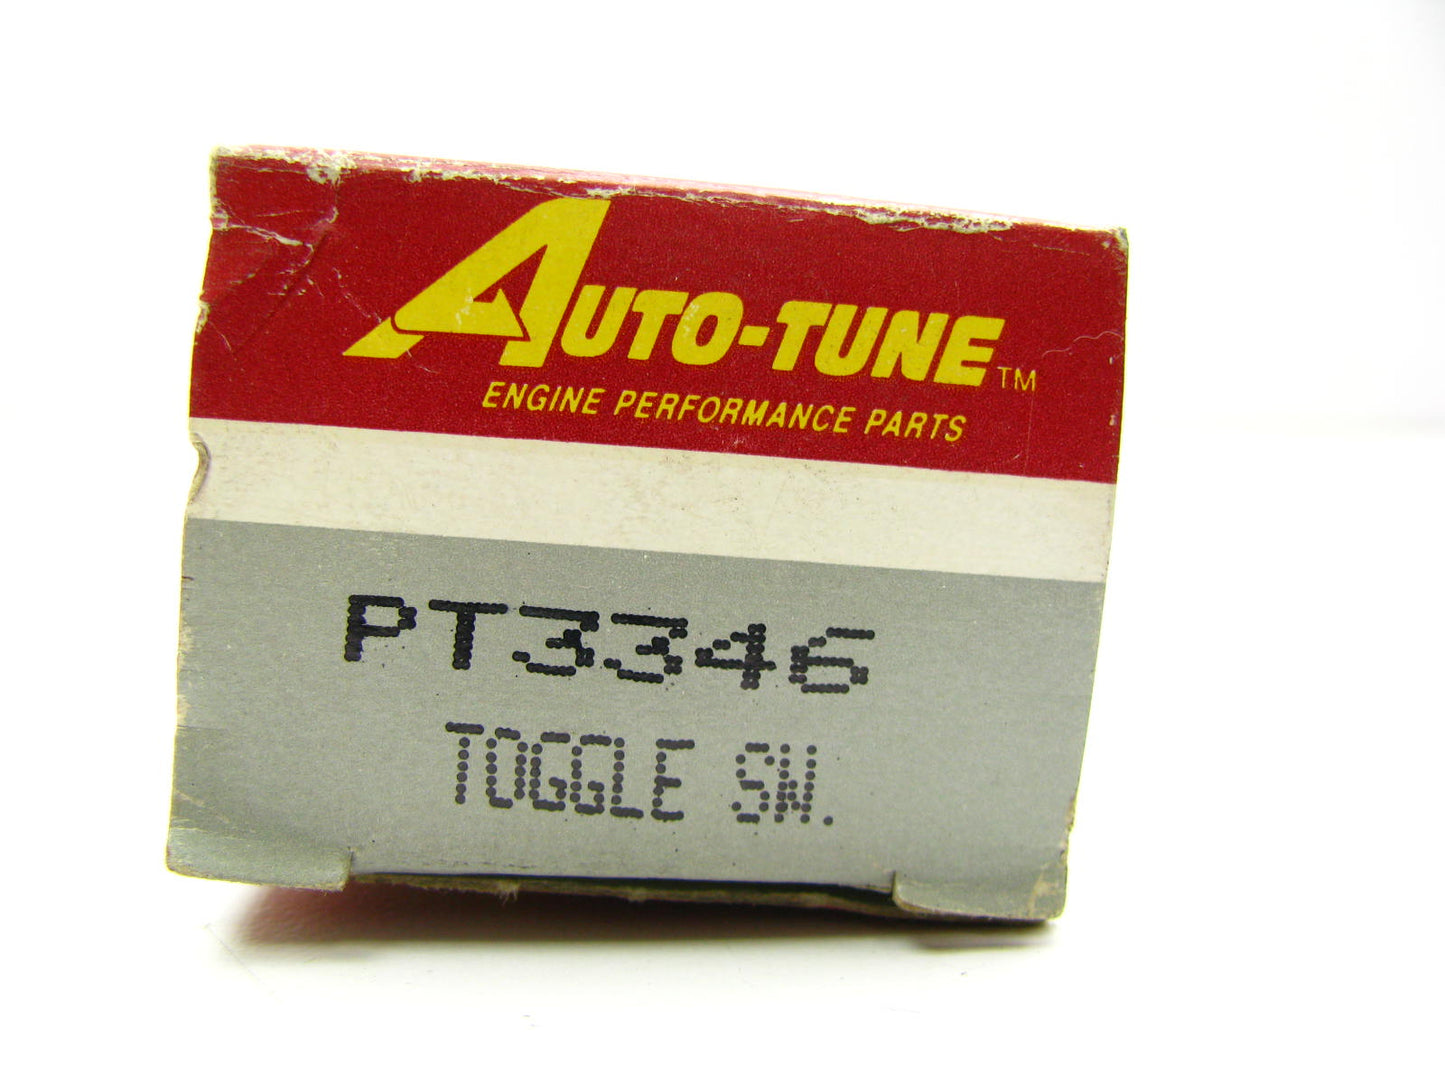 AUTO-TUNE™
ENGINE PERFORMANCE PARTS
PT3346
TOGGLE SW.